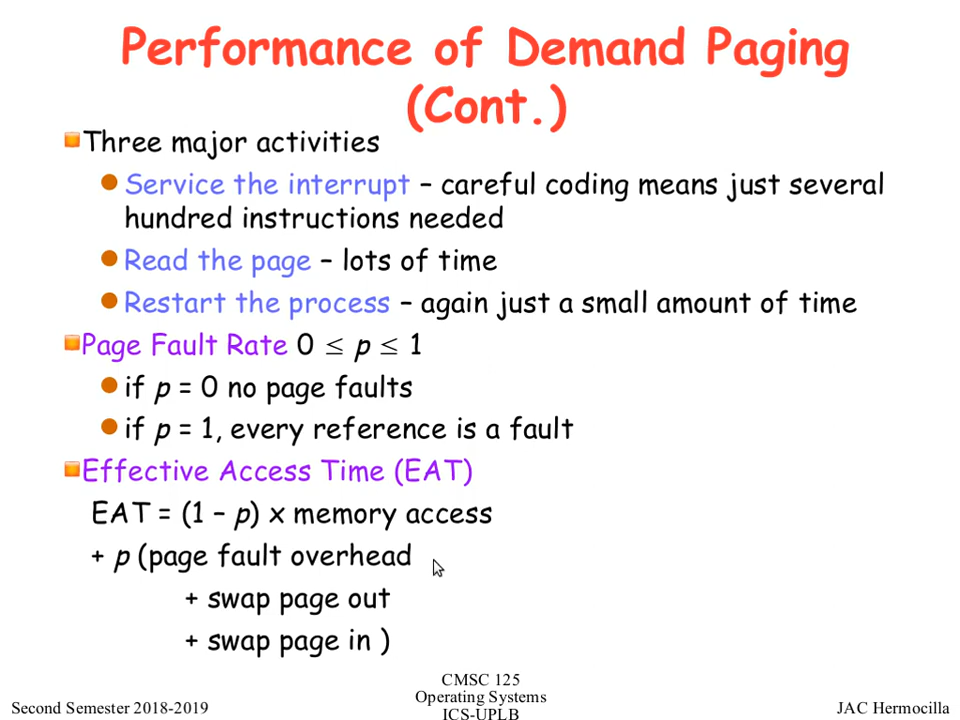 Performance of Demand Paging
(Cont.)
Three major activities
Service the interrupt – careful coding means just several
hundred instructions needed
Read the page – lots of time
Restart the process – again just a small amount of time
Page Fault Rate 0 ≤ p ≤ 1
if p = 0 no page faults
if p = 1, every reference is a fault
Effective Access Time (EAT)
EAT = (1 – p) x memory access
+ p (page fault overhead
+ swap page out
+ swap page in )
Second Semester 2018-2019
CMSC 125
Operating Systems
ICS-UPLB
JAC Hermocilla